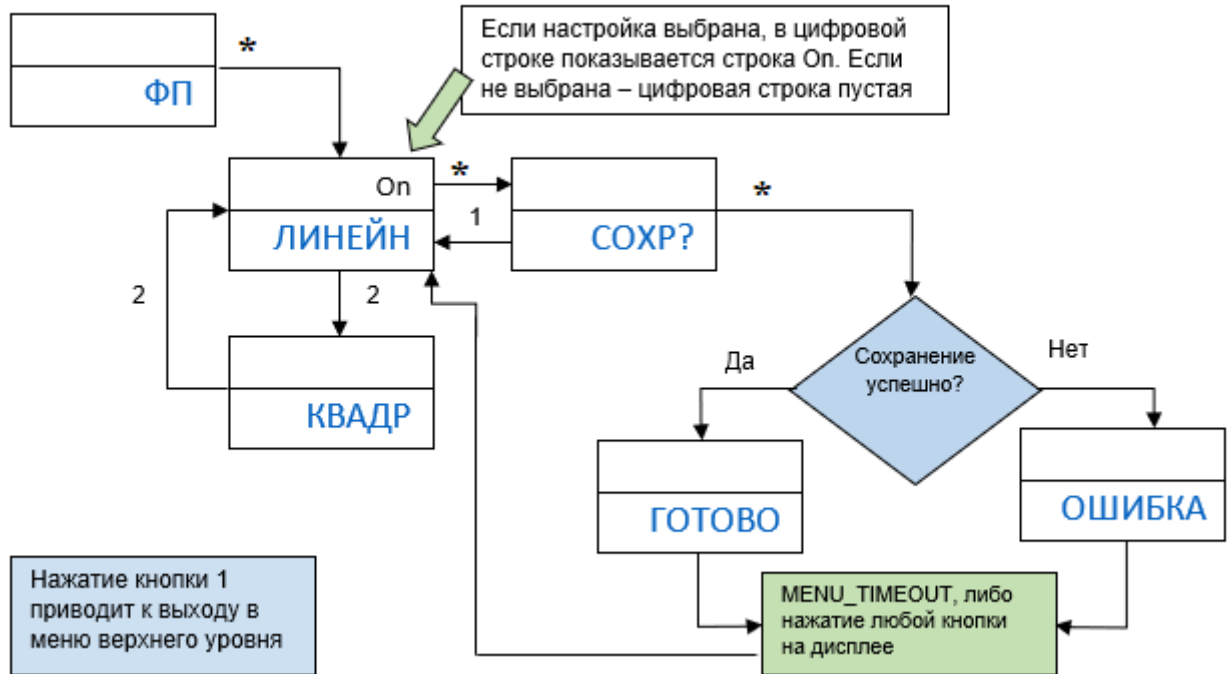 *
ФП
Если настройка выбрана, в цифровой
строке показывается строка On. Если
не выбрана – цифровая строка пустая
On
*
*
ЛИНЕЙН
1
СОХР?
2
2
КВАДР
Да
Сохранение
успешно?
Нет
ГОТОВО
ОШИБКА
Нажатие кнопки 1
приводит к выходу в
меню верхнего уровня
MENU_TIMEOUT, либо
нажатие любой кнопки
на дисплее